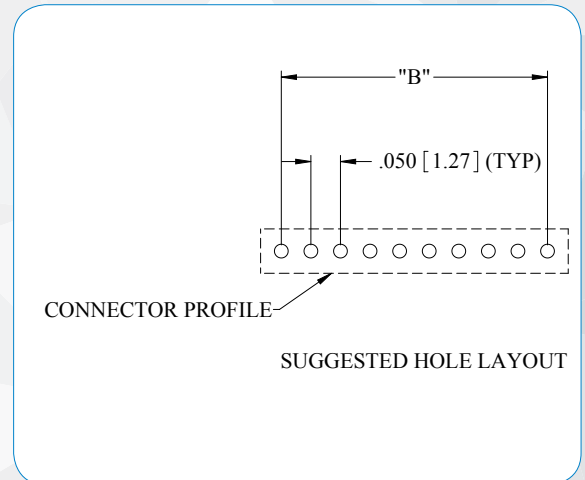 "B"
.050 [1.27] (TYP)
CONNECTOR PROFILE
SUGGESTED HOLE LAYOUT